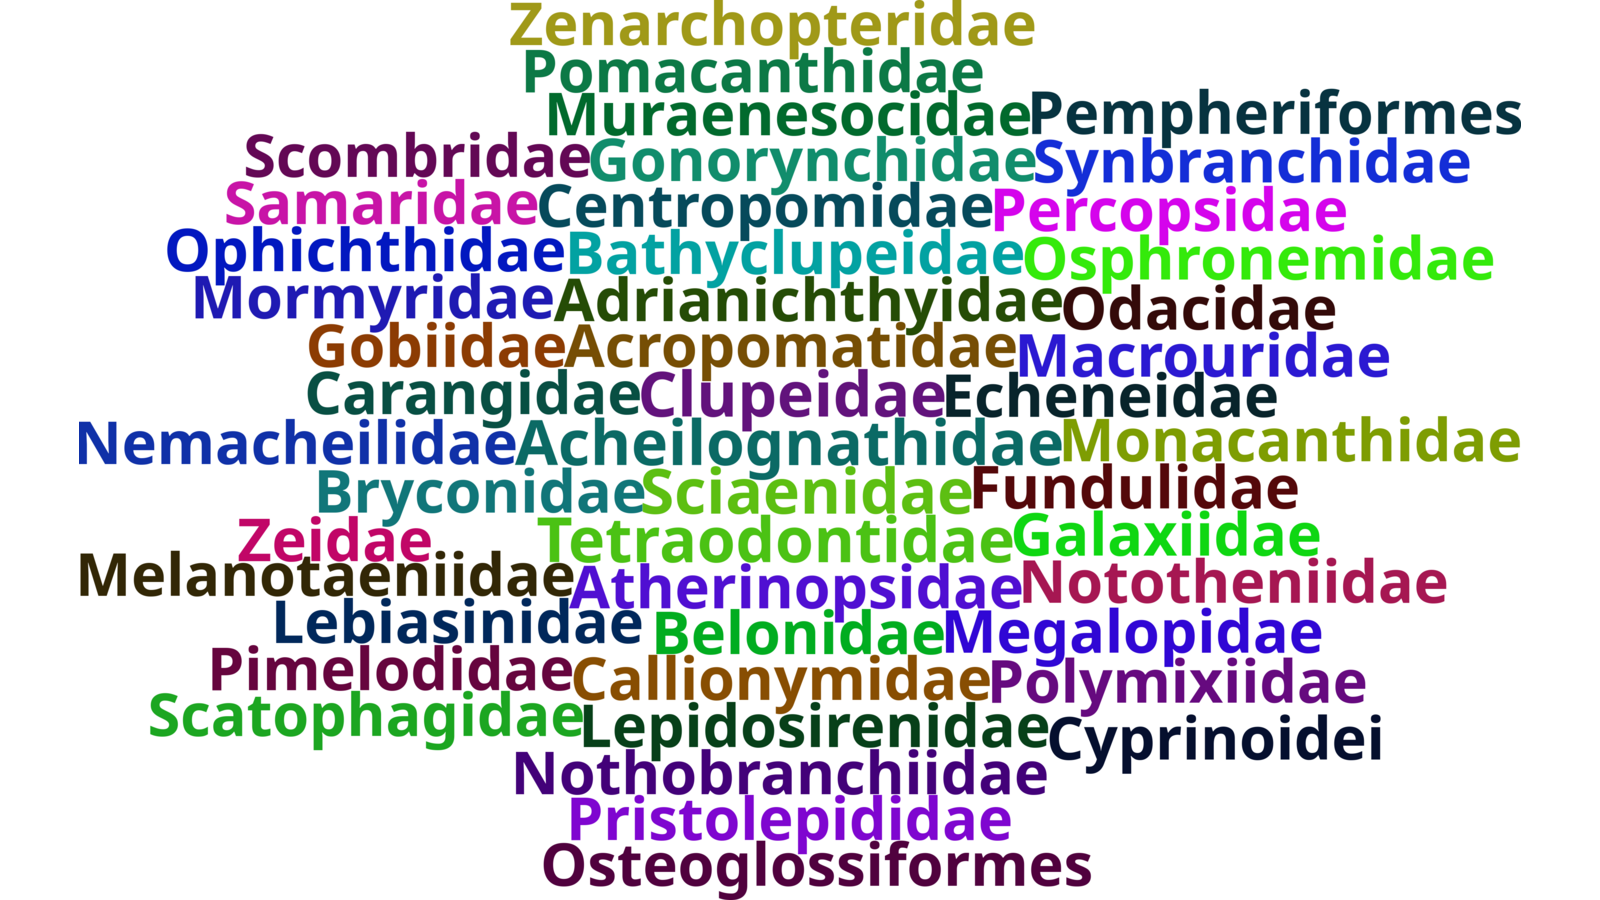 Zenarchopteridae
Pomacanthidae
Muraenesocidae Pempheriformes
Scombridae Gonorynchidae Synbranchidae
Samaridae Centropomidae Percopsidae
Ophichthidae Bathyclupeidae Osphronemidae
Mormyridae Adrianichthyidae Odacidae
Gobiidae Acropomatidae Macrouridae
Carangidae Clupeidae Echeneidae
Nemacheilidae Acheilognathidae Monacanthidae
Bryconidae Sciaenidae Fundulidae
Zeidae Tetraodontidae Galaxiidae
Melanotaeniidae Atherinopsidae Nototheniidae
Lebiasinidae Belonidae Megalopidae
Pimelodidae Callionymidae Polymixiidae
Scatophagidae Lepidosirenidae Cyprinoidei
Nothobranchiidae
Pristolepididae
Osteoglossiformes